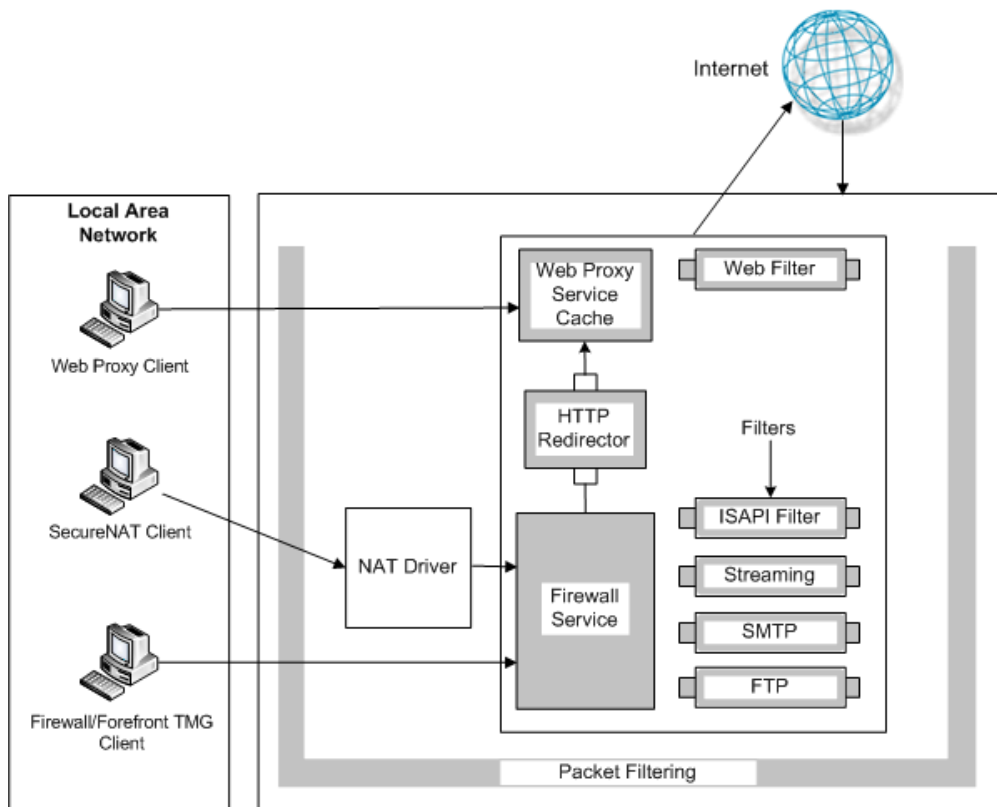 Internet
Local Area
Network
Web Proxy Client
SecureNAT Client
Firewall/Forefront TMG
Client
NAT Driver
Web Proxy
Service
Cache
HTTP
Redirector
Firewall
Service
Web Filter
Filters
ISAPI Filter
Streaming
SMTP
FTP
Packet Filtering